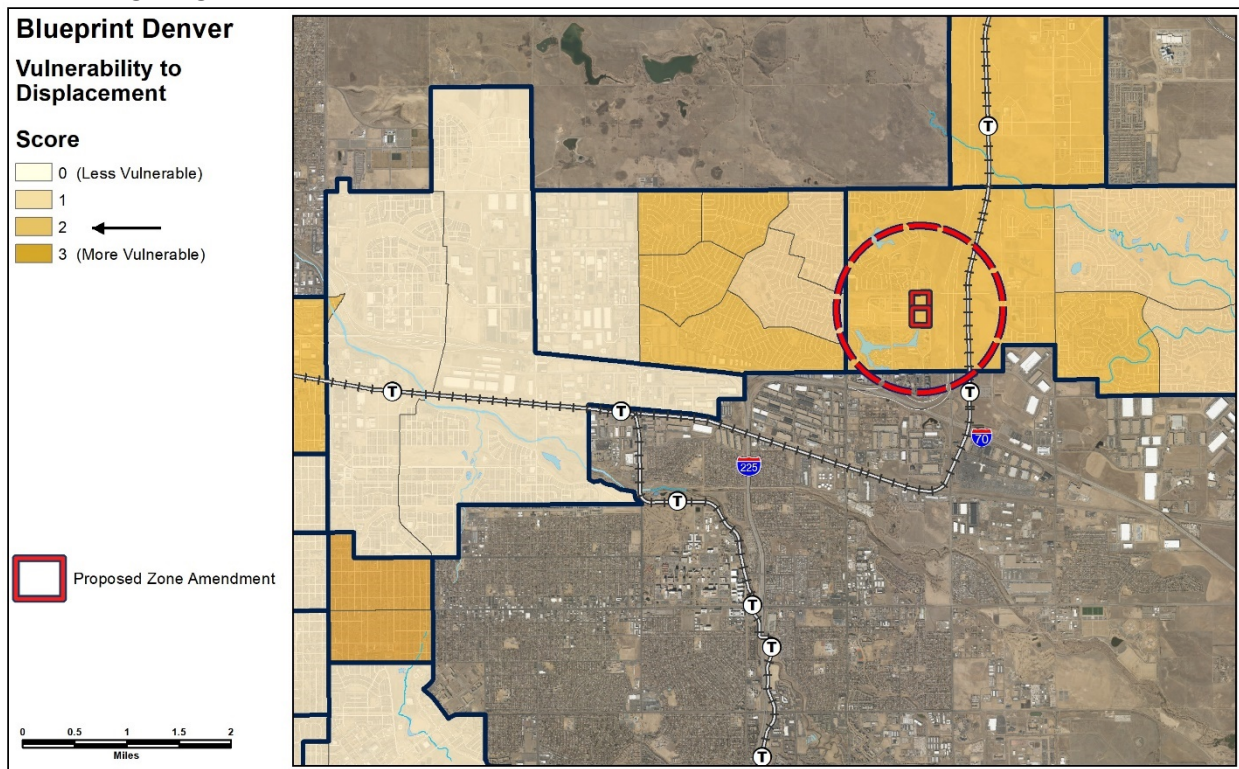 Blueprint Denver
Vulnerability to
Displacement
Score
0 (Less Vulnerable)
1
2
3 (More Vulnerable)
Proposed Zone Amendment
0 0.5 1 1.5 2
Miles
T
T
T
T
70
225
T
T
T
T